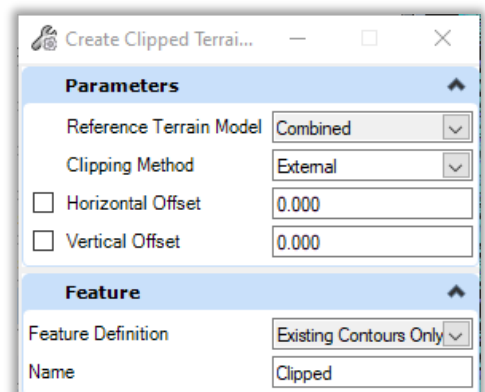 Create Clipped Terrai...
Parameters
Reference Terrain Model Combined
Clipping Method External
Horizontal Offset 0.000
Vertical Offset 0.000
Feature
Feature Definition Existing Contours Only
Name Clipped